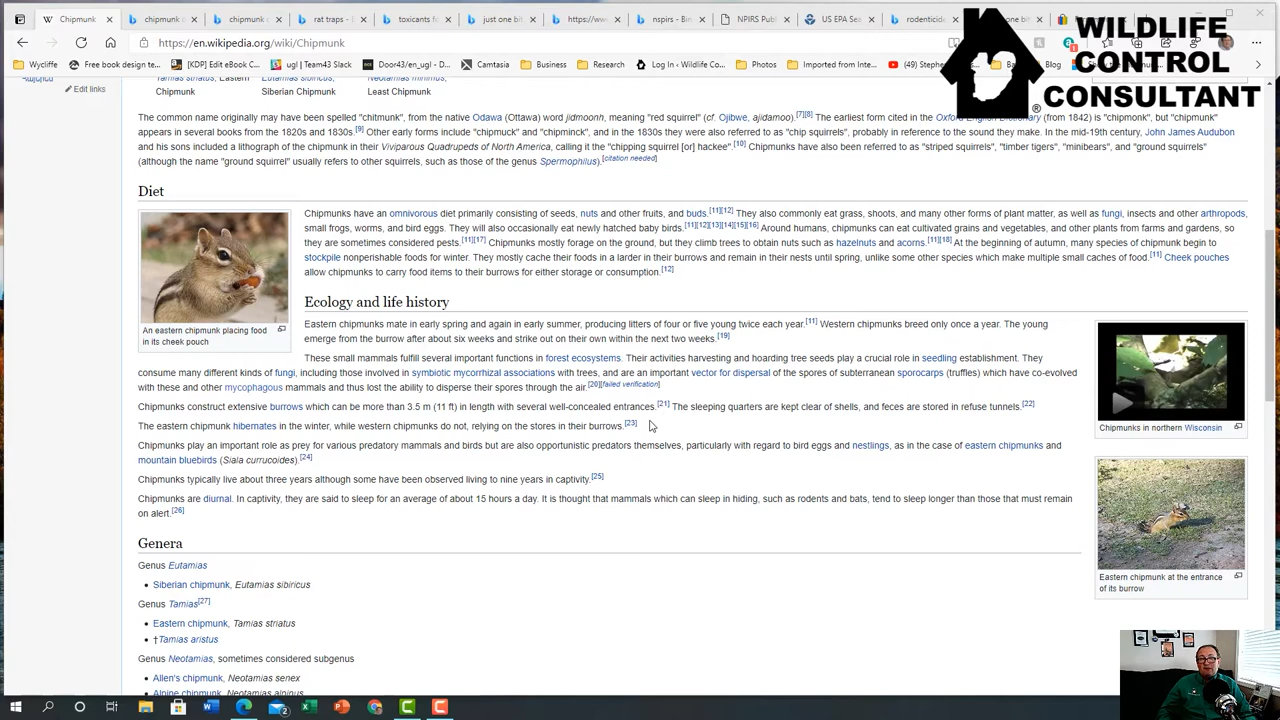 Chipmunk
chipmunk c
chipmunk c
rat traps -
toxicants fo
just one bit
https://ww
nspirs - Bin
NPIRS Publ
US EPA Sea
rodenticide
WILDLIFE
CONTROL
CONSULTANT
®
https://en.wikipedia.org/wiki/Chipmunk
Wycliffe
Free book design te...
[KDP] Edit eBook C...
ugl | Team43 Slack
Door43/en_ugl - D...
Camtasia
Business
Research
Log In ‹ Wildlife Co...
Photos
Imported from Inte...
(49) Stephen
Edit links
Chipmunk
Siberian Chipmunk
Least Chipmunk
The common name originally may have been spelled "chitmunk", from the native Odawa (Ottawa) word jidmoonh, meaning "red squirrel" (cf. Ojibwe, ajidamoo).[7][8] The earliest form cited in the Oxford English Dictionary (from 1842) is "chipmonk", but "chipmunk"
appears in several books from the 1820s and 1830s.[9] Other early forms include "chipmuck" and "chipminck", and in the 1830s they were also referred to as "chip squirrels", probably in reference to the sound they make. In the mid-19th century, John James Audubon
and his sons included a lithograph of the chipmunk in their Viviparous Quadrupeds of North America, calling it the "chipping squirrel [or] hackee".[10] Chipmunks have also been referred to as "striped squirrels", "timber tigers", "minibears", and "ground squirrels"
(although the name "ground squirrel" usually refers to other squirrels, such as those of the genus Spermophilus).[citation needed]
Diet
Chipmunks have an omnivorous diet primarily consisting of seeds, nuts and other fruits, and buds.[11][12] They also commonly eat grass, shoots, and many other forms of plant matter, as well as fungi, insects and other arthropods,
small frogs, worms, and bird eggs. They will also occasionally eat newly hatched baby birds.[11][12][13][14][15][16] Around humans, chipmunks can eat cultivated grains and vegetables, and other plants from farms and gardens, so
they are sometimes considered pests.[11][17] Chipmunks mostly forage on the ground, but they climb trees to obtain nuts such as hazelnuts and acorns.[11][18] At the beginning of autumn, many species of chipmunk begin to
stockpile nonperishable foods for winter. They mostly cache their foods in a larder in their burrows and remain in their nests until spring, unlike some other species which make multiple small caches of food.[11] Cheek pouches
allow chipmunks to carry food items to their burrows for either storage or consumption.[12]
An eastern chipmunk placing food
in its cheek pouch
Ecology and life history
Eastern chipmunks mate in early spring and again in early summer, producing litters of four or five young twice each year.[11] Western chipmunks breed only once a year. The young
emerge from the burrow after about six weeks and strike out on their own within the next two weeks.[19]
These small mammals fulfill several important functions in forest ecosystems. Their activities harvesting and hoarding tree seeds play a crucial role in seedling establishment. They
consume many different kinds of fungi, including those involved in symbiotic mycorrhizal associations with trees, and are an important vector for dispersal of the spores of subterranean sporocarps (truffles) which have co-evolved
with these and other mycophagous mammals and thus lost the ability to disperse their spores through the air.[20][failed verification]
Chipmunks construct extensive burrows which can be more than 3.5 m (11 ft) in length with several well-concealed entrances.[21] The sleeping quarters are kept clear of shells, and feces are stored in refuse tunnels.[22]
The eastern chipmunk hibernates in the winter, while western chipmunks do not, relying on the stores in their burrows.[23]
Chipmunks play an important role as prey for various predatory mammals and birds but are also opportunistic predators themselves, particularly with regard to bird eggs and nestlings, as in the case of eastern chipmunks and
mountain bluebirds (Siala currucoides).[24]
Chipmunks typically live about three years although some have been observed living to nine years in captivity.[25]
Chipmunks are diurnal. In captivity, they are said to sleep for an average of about 15 hours a day. It is thought that mammals which can sleep in hiding, such as rodents and bats, tend to sleep longer than those that must remain
on alert.[26]
Chipmunks in northern Wisconsin
Eastern chipmunk at the entrance
of its burrow
Genera
Genus Eutamias
Siberian chipmunk, Eutamias sibiricus
Genus Tamias[27]
Eastern chipmunk, Tamias striatus
†Tamias aristus
Genus Neotamias, sometimes considered subgenus
Allen's chipmunk, Neotamias senex
Alpine chipmunk, Neotamias alpinus